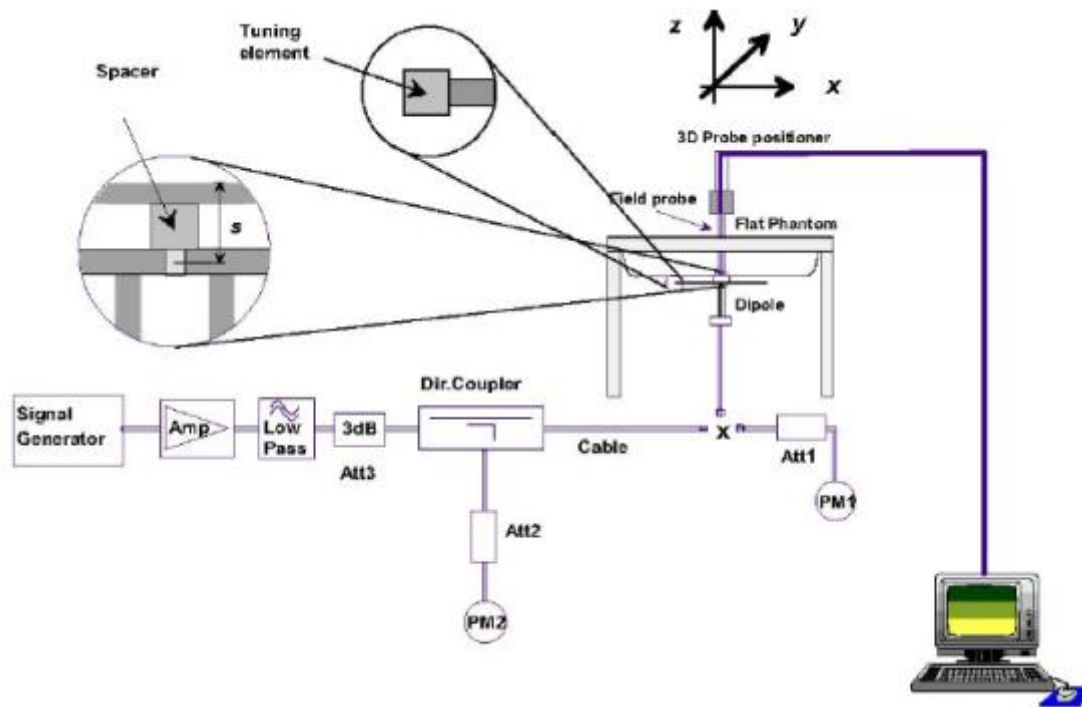 Tuning
element
Spacer
s
z
y
x
3D Probe positioner
Field probe
Flat Phantom
Dipole
Signal
Generator
Amp
Low
Pass
3dB
Att3
Dir.Coupler
Cable
x
Att1
PM1
Att2
PM2